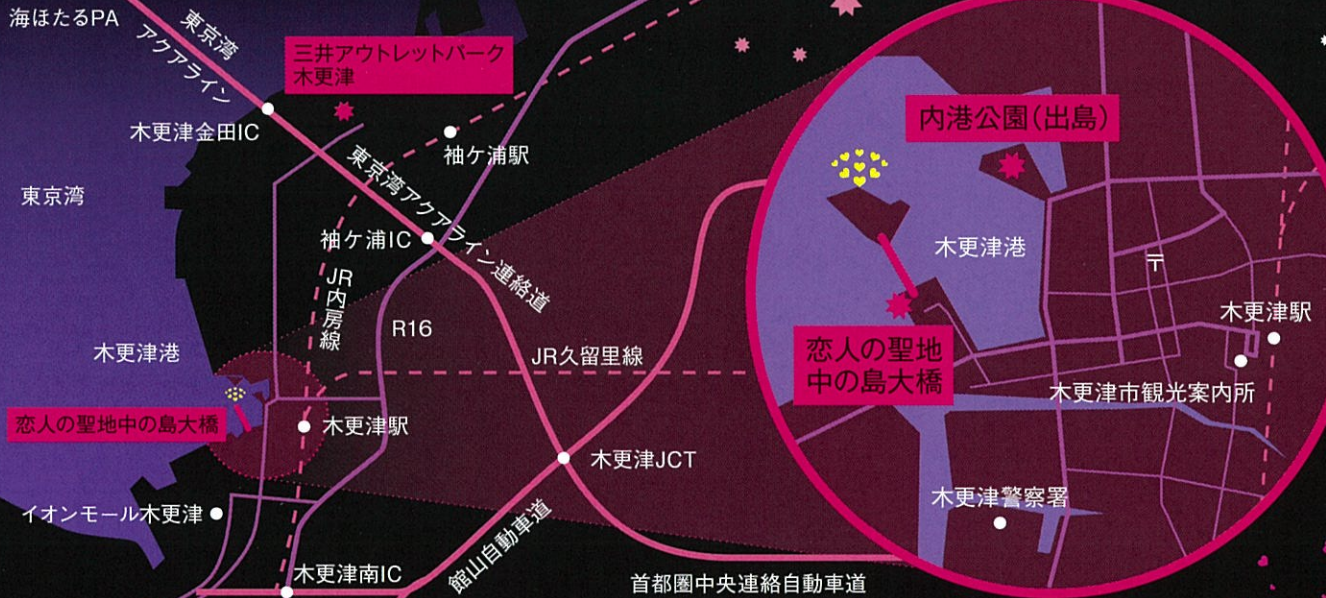 海ほたるPA
東京湾
アクアライン
三井アウトレットパーク
木更津
木更津金田IC
袖ケ浦駅
東京湾
東京湾アクアライン連絡道
袖ケ浦IC
JR内房線
R16
木更津港
JR久留里線
恋人の聖地中の島大橋
木更津駅
木更津JCT
イオンモール木更津
館山自動車道
木更津南IC
首都圏中央連絡自動車道
内港公園(出島)
木更津港
〒
木更津駅
恋人の聖地
中の島大橋
木更津市観光案内所
木更津警察署